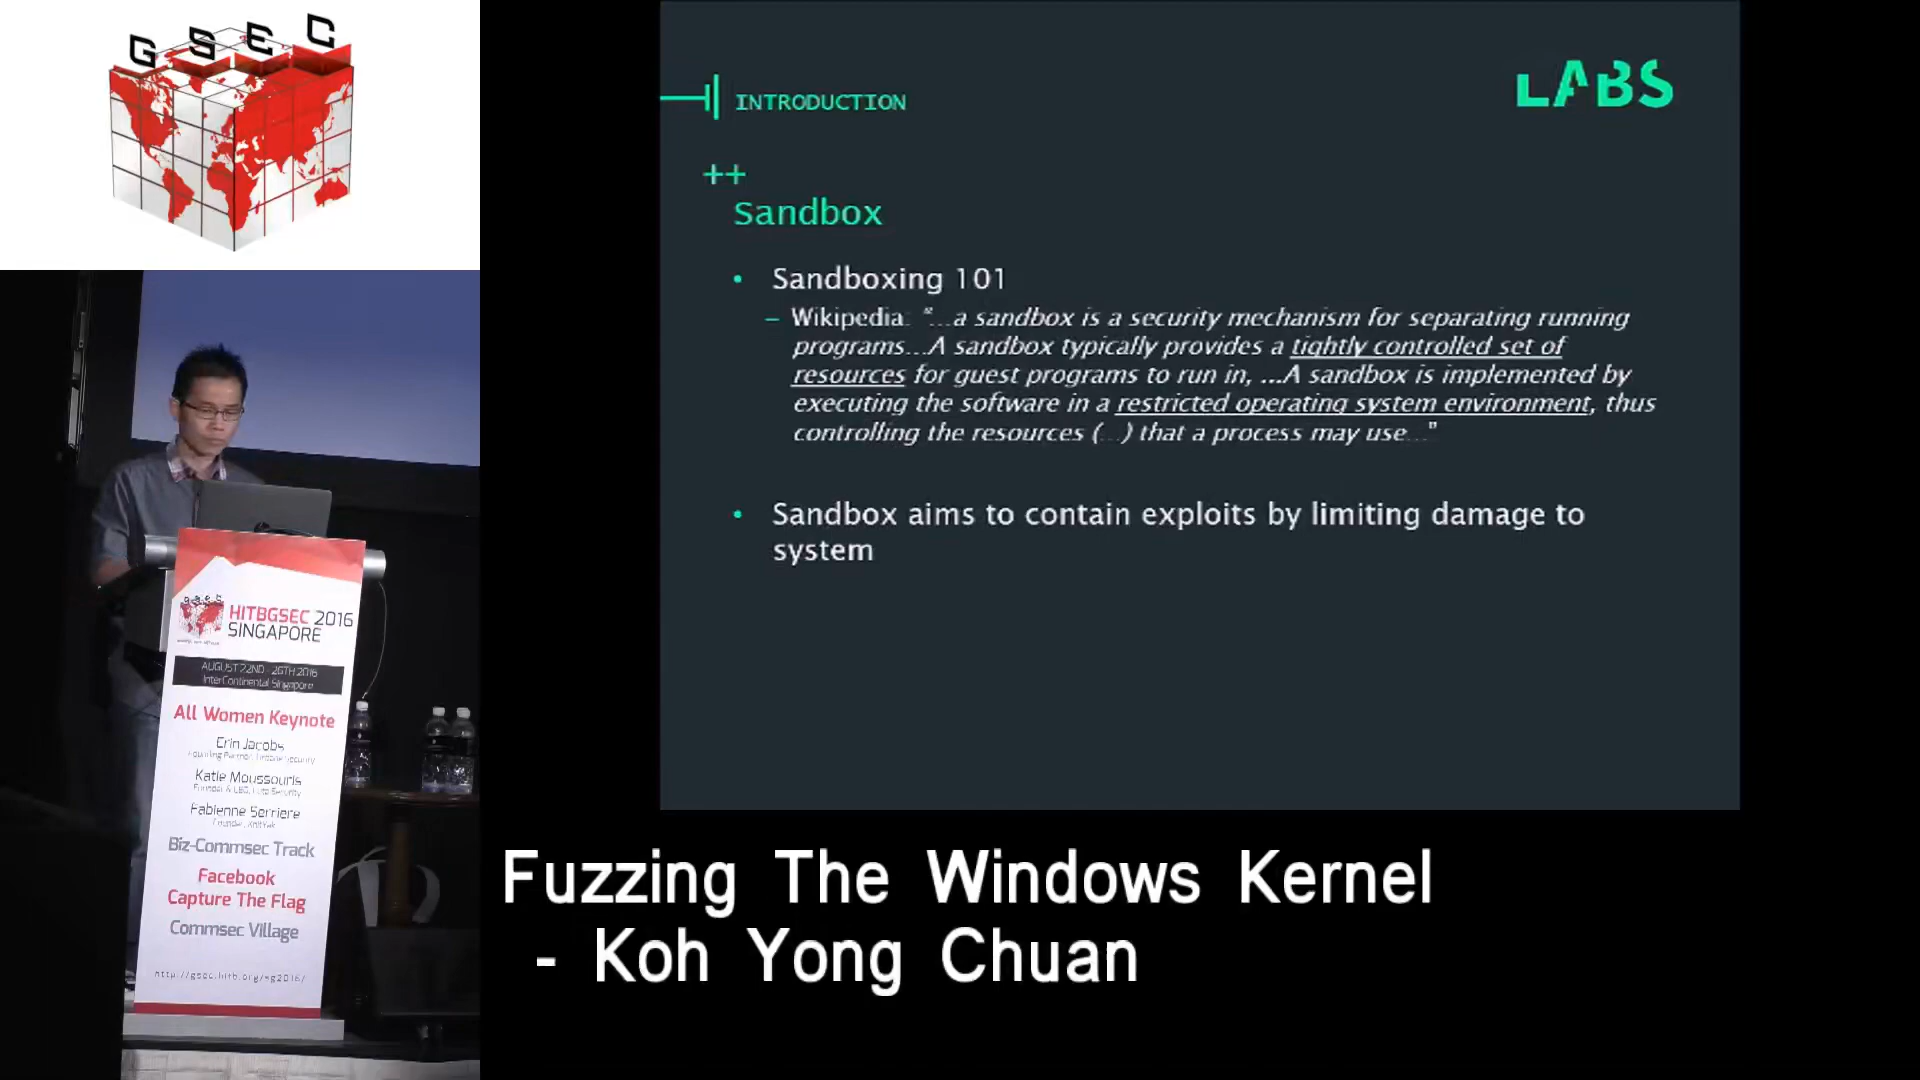 G S E C
HITBGSEC 2016
SINGAPORE
AUGUST 22ND - 26TH 2016
InterContinental Singapore
All Women Keynote
Erin Jacobs
Katie Moussouris
Fabienne Serriere
Biz-Commsec Track
Facebook
Capture The Flag
Commsec Village
http://gsec.hitb.org/sg2016/
INTRODUCTION
LABS
++
Sandbox
• Sandboxing 101
– Wikipedia: "...a sandbox is a security mechanism for separating running
programs...A sandbox typically provides a tightly controlled set of
resources for guest programs to run in, ...A sandbox is implemented by
executing the software in a restricted operating system environment, thus
controlling the resources (...) that a process may use..."
• Sandbox aims to contain exploits by limiting damage to
system
Fuzzing The Windows Kernel
- Koh Yong Chuan